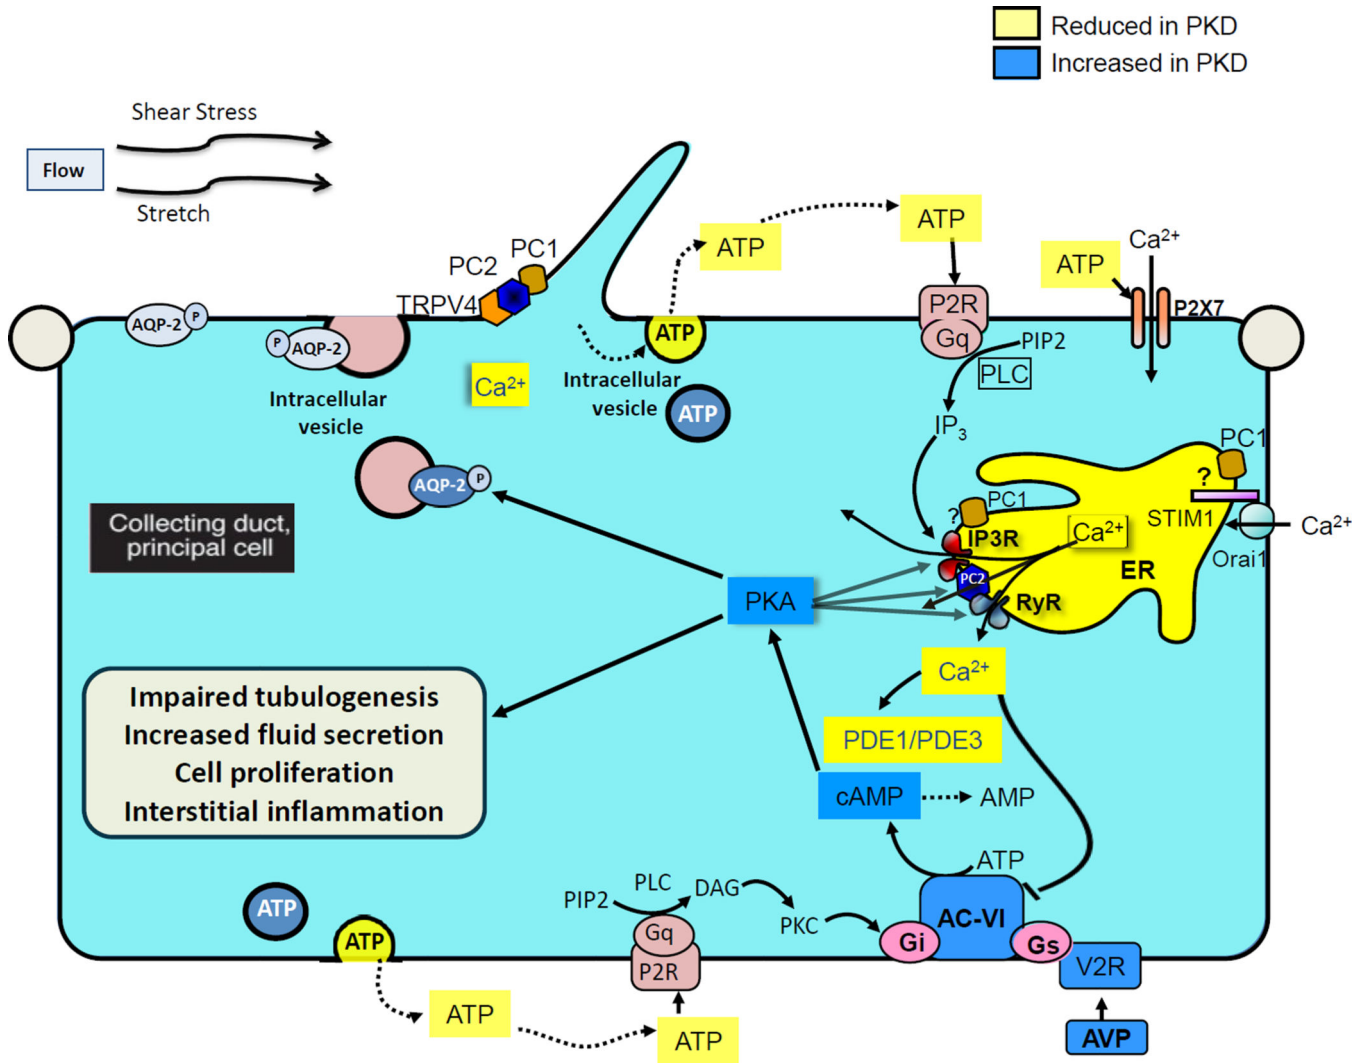 Reduced in PKD
Increased in PKD
Shear Stress
Flow
Stretch
ATP
ATP
Ca²⁺
ATP
PC1
PC2
TRPV4
P2R
P2X7
AQP-2
P
P
AQP-2
ATP
Gq
PIP2
PLC
Ca²⁺
Intracellular
vesicle
Intracellular
vesicle
ATP
IP₃
PC1
?
AQP-2
P
PC1
?
IP3R
STIM1
Ca²⁺
Ca²⁺
Orai1
Collecting duct,
principal cell
ER
PC2
RyR
PKA
Ca²⁺
Impaired tubulogenesis
Increased fluid secretion
Cell proliferation
Interstitial inflammation
PDE1/PDE3
cAMP
AMP
ATP
PIP2
PLC
DAG
PKC
AC-VI
Gi
Gs
ATP
ATP
Gq
P2R
V2R
ATP
ATP
AVP